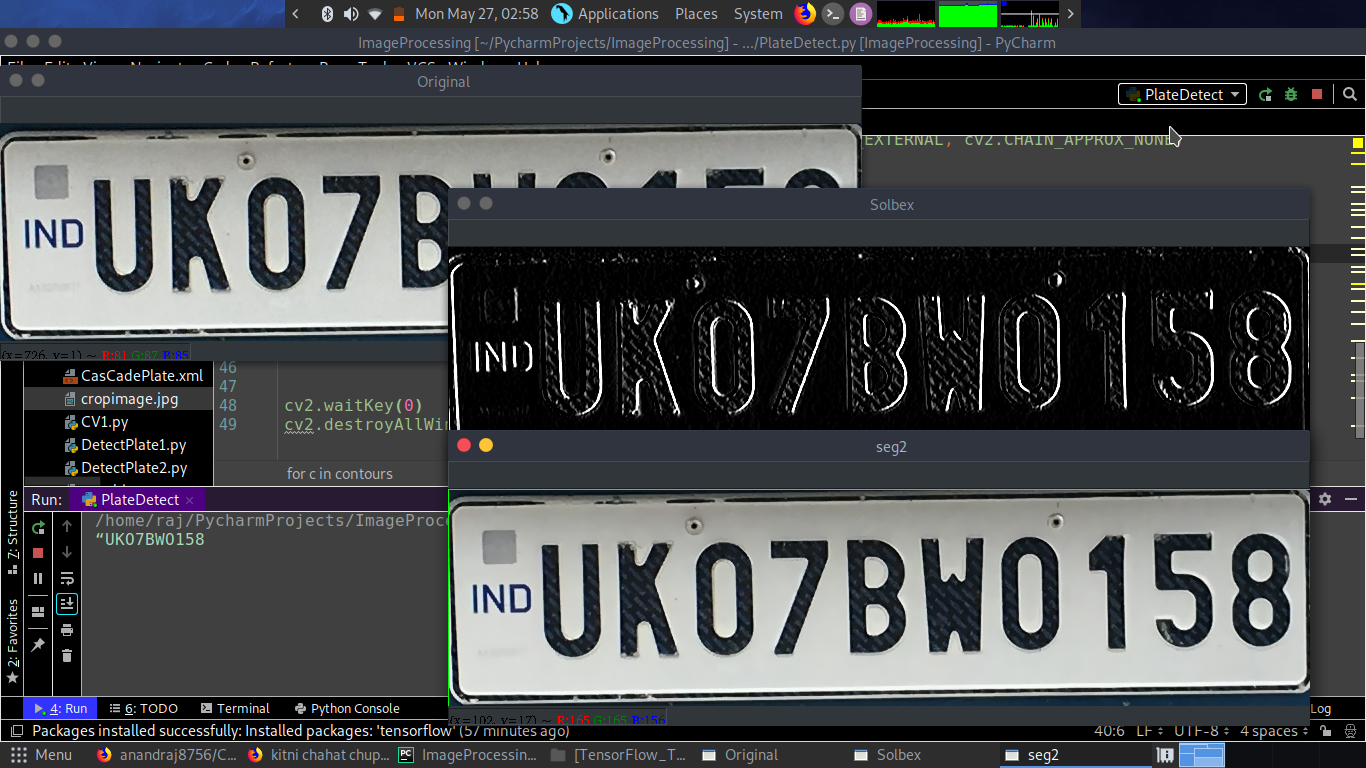 Mon May 27, 02:58 Applications Places System
ImageProcessing [~/PycharmProjects/ImageProcessing] - .../PlateDetect.py [ImageProcessing] - PyCharm
Original
PlateDetect
EXTERNAL, cv2.CHAIN_APPROX_NONE
IND UK07BW0158
Solbex
IND UK07BW0158
(x=726, y=1) ~ R:81 G:87 B:85
CasCadePlate.xml
cropimage.jpg
CV1.py
DetectPlate1.py
DetectPlate2.py
46
47
48 cv2.waitKey(0)
49 cv2.destroyAllWin
for c in contours
seg2
IND UK07BW0158
(x=102, y=17) ~ R:165 G:165 B:156
Run: PlateDetect
/home/raj/PycharmProjects/ImageProce
“UKO7BWO158
7: Structure
2: Favorites
4: Run 6: TODO Terminal Python Console Log
Packages installed successfully: Installed packages: 'tensorflow' (57 minutes ago) 40:6 LF UTF-8 4 spaces
Menu anandraj8756/C... kitni chahat chup... ImageProcessin... [TensorFlow_T... Original Solbex seg2